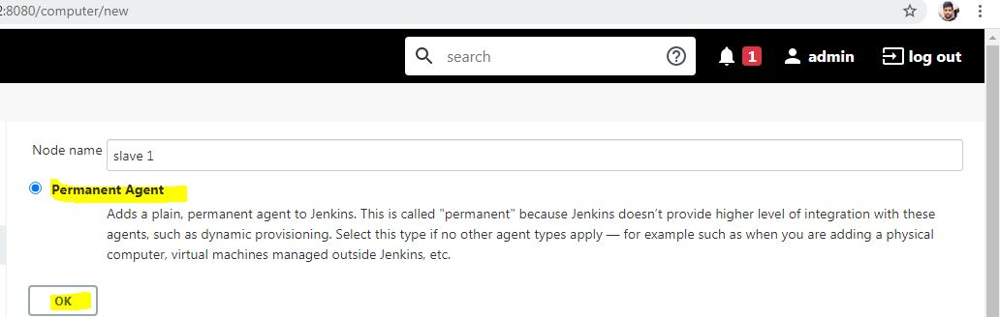 2:8080/computer/new
search
1
admin
log out
Node name
slave 1
Permanent Agent
Adds a plain, permanent agent to Jenkins. This is called "permanent" because Jenkins doesn't provide higher level of integration with these
agents, such as dynamic provisioning. Select this type if no other agent types apply — for example such as when you are adding a physical
computer, virtual machines managed outside Jenkins, etc.
OK